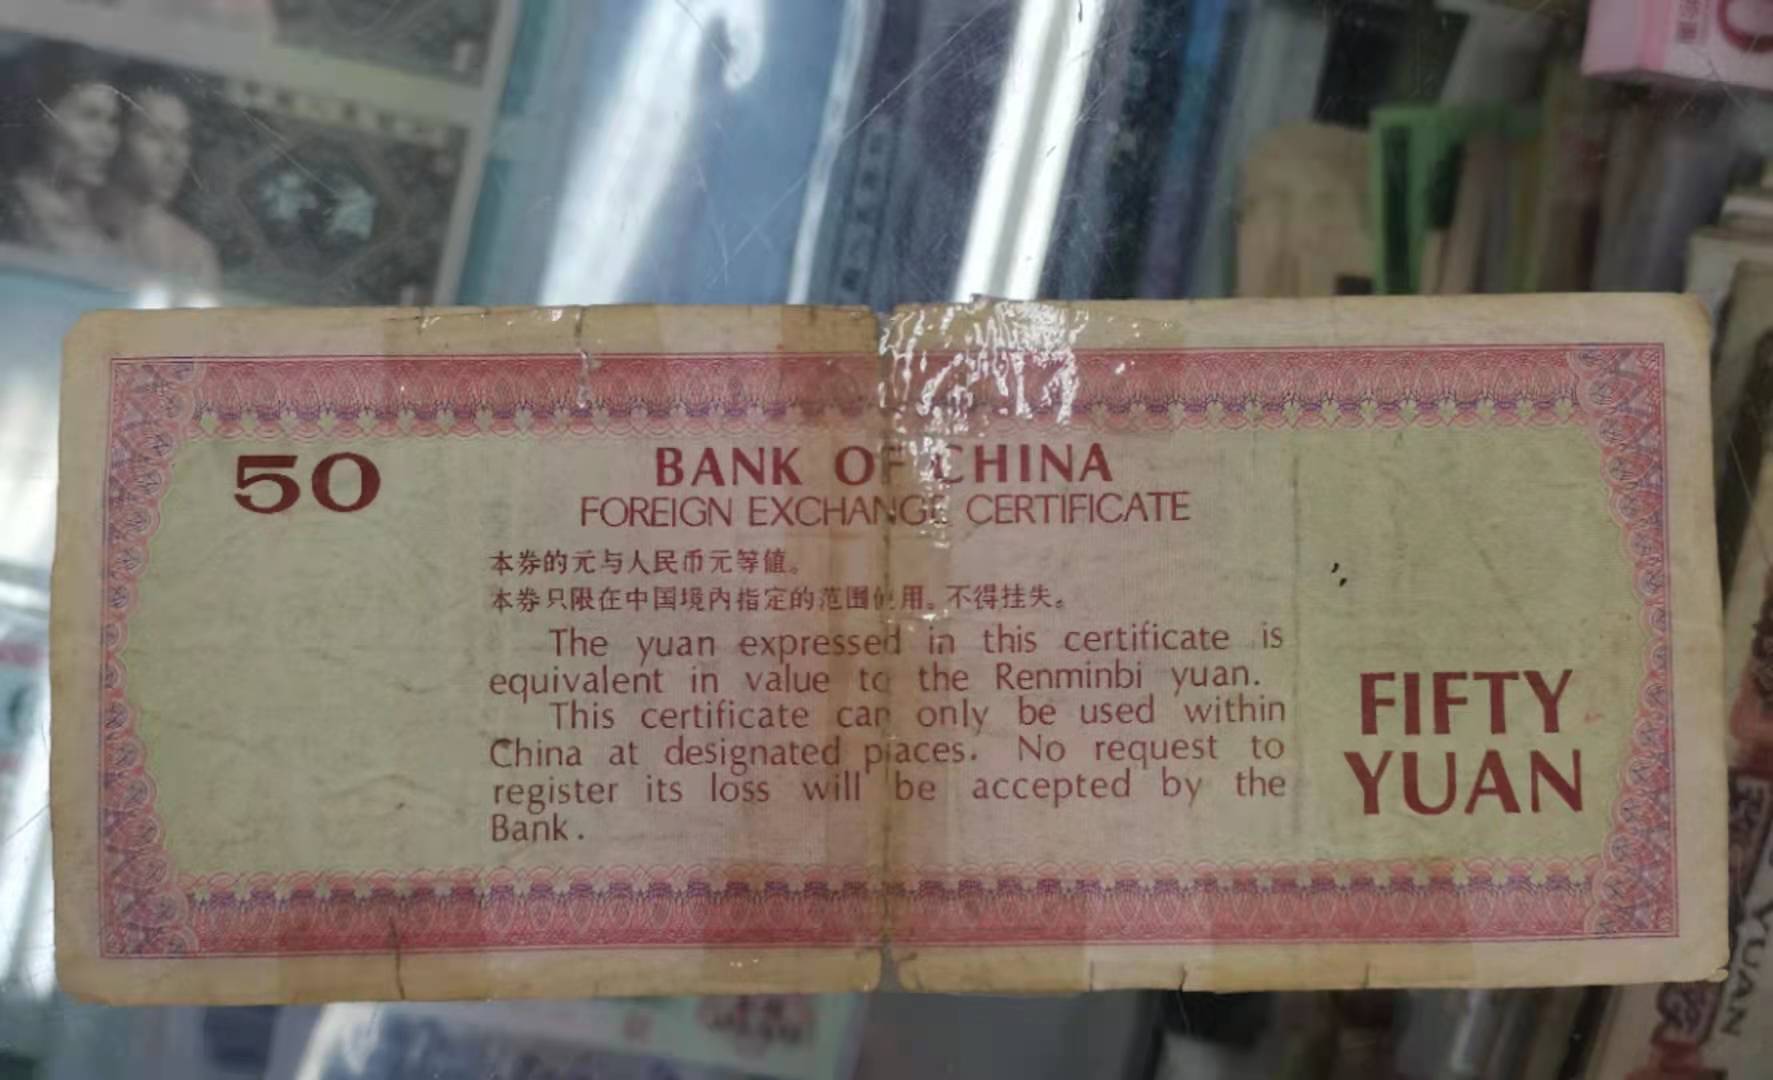 50
BANK OF CHINA
FOREIGN EXCHANGE CERTIFICATE
本券的元与人民币元等值。
本券只限在中国境内指定的范围使用。不得挂失。
The yuan expressed in this certificate is
equivalent in value to the Renminbi yuan.
This certificate can only be used within
China at designated places. No request to
register its loss will be accepted by the
Bank.
FIFTY
YUAN
YUAN